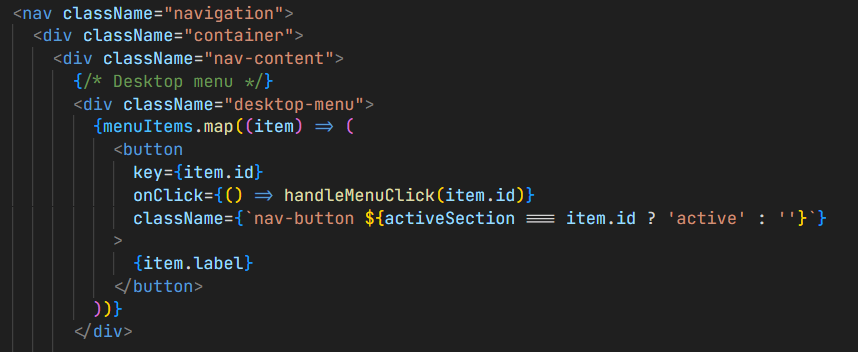 <nav className="navigation">
<div className="container">
<div className="nav-content">
{/* Desktop menu */}
<div className="desktop-menu">
{menuItems.map((item) => (
<button
key={item.id}
onClick={() => handleMenuClick(item.id)}
className={`nav-button ${activeSection === item.id ? 'active' : ''}`}
>
{item.label}
</button>
))}
</div>